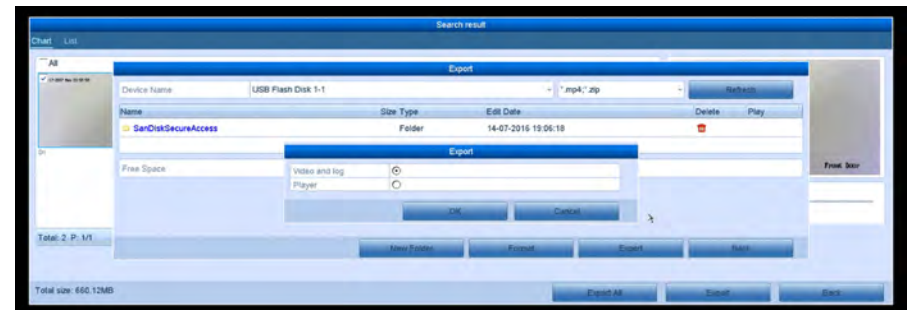 Search result
Chart List
All
Export
Device Name USB Flash Disk 1-1 *.mp4;*.zip Refresh
Name Size Type Edit Date Delete Play
SanDiskSecureAccess Folder 14-07-2016 19:06:18
Export
Free Space
Video and log
Player
Front Door
OK Cancel
Total: 2 P: 1/1
New Folder Format Export Back
Total size: 660.12MB Export All Export Back